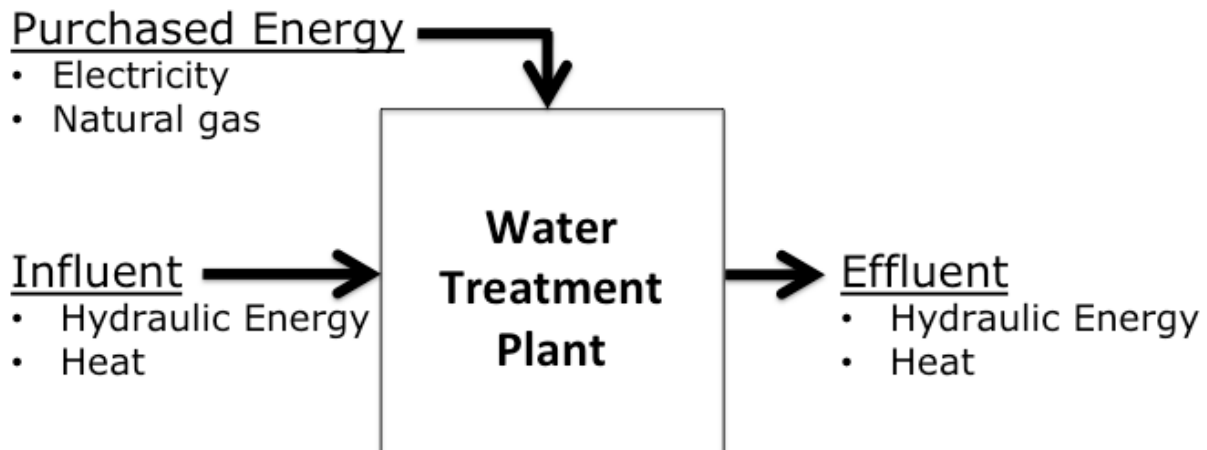 Purchased Energy
• Electricity
• Natural gas
Water
Treatment
Plant
Influent
• Hydraulic Energy
• Heat
Effluent
• Hydraulic Energy
• Heat